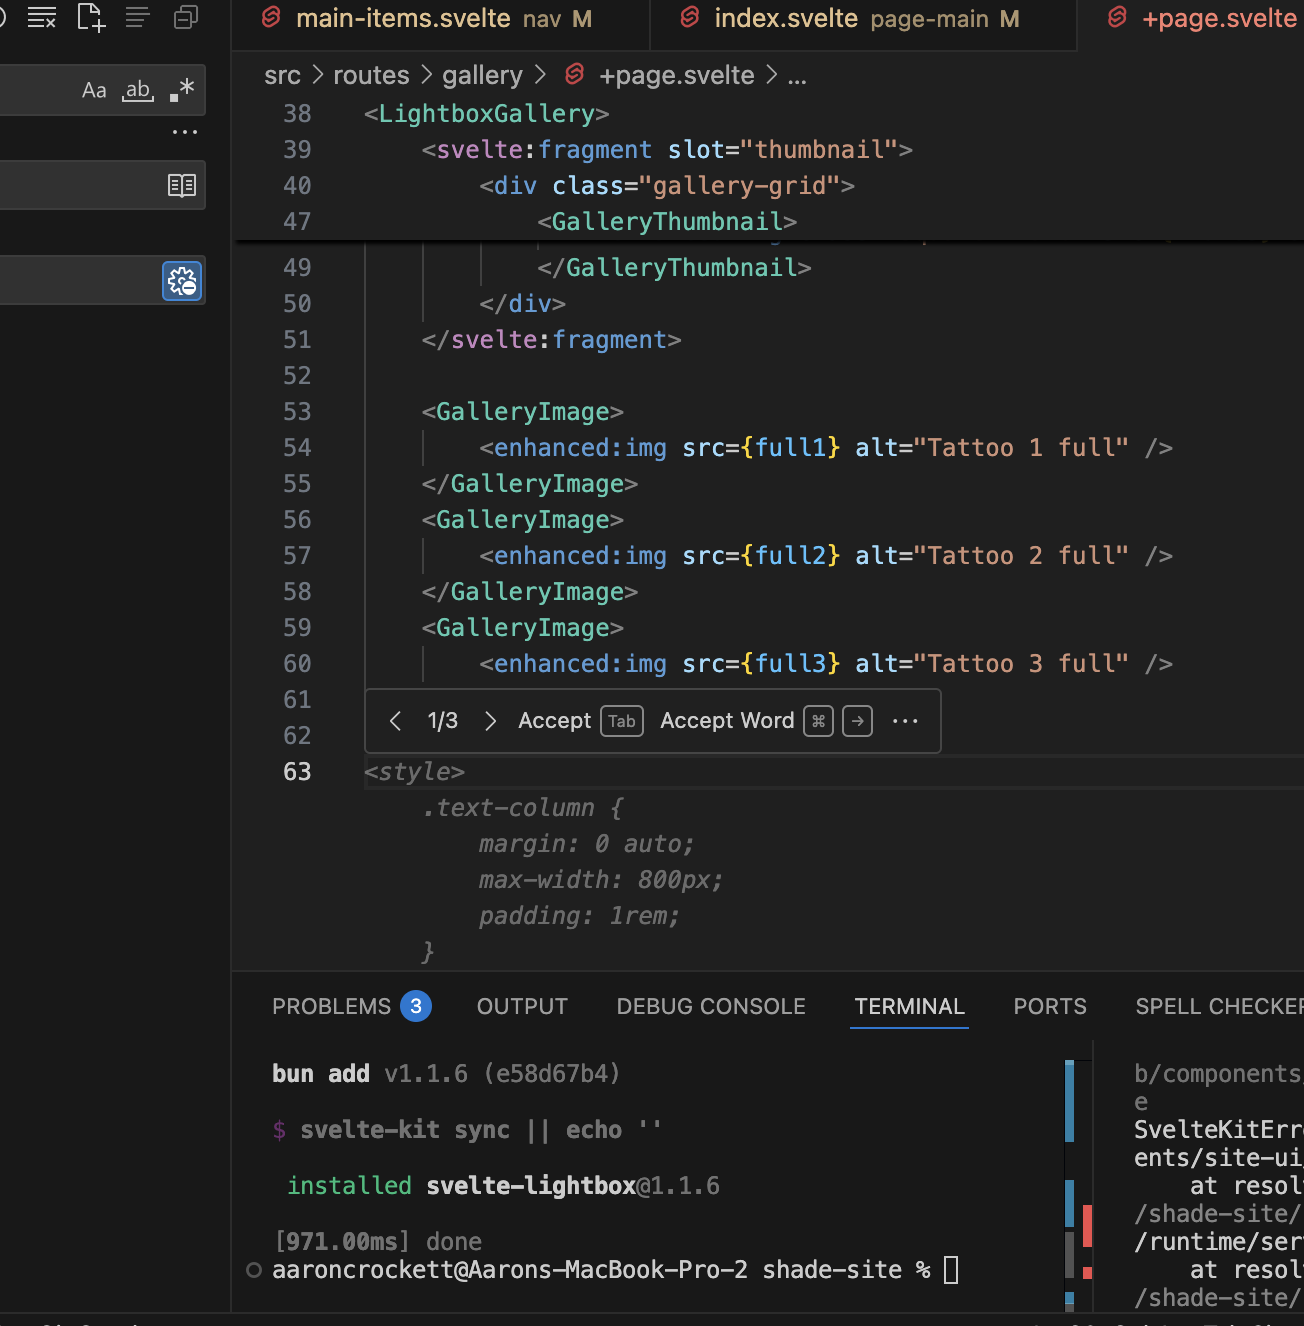 main-items.svelte nav M
index.svelte page-main M
+page.svelte
Aa ab .*
...
src > routes > gallery > +page.svelte > ...
38 <LightboxGallery>
39 <svelte:fragment slot="thumbnail">
40 <div class="gallery-grid">
47 <GalleryThumbnail>
49 </GalleryThumbnail>
50 </div>
51 </svelte:fragment>
52
53 <GalleryImage>
54 <enhanced:img src={full1} alt="Tattoo 1 full" />
55 </GalleryImage>
56 <GalleryImage>
57 <enhanced:img src={full2} alt="Tattoo 2 full" />
58 </GalleryImage>
59 <GalleryImage>
60 <enhanced:img src={full3} alt="Tattoo 3 full" />
61
< 1/3 > Accept Tab Accept Word ⌘ → ...
62
63 <style>
.text-column {
margin: 0 auto;
max-width: 800px;
padding: 1rem;
}
PROBLEMS 3 OUTPUT DEBUG CONSOLE TERMINAL PORTS SPELL CHECKER
bun add v1.1.6 (e58d67b4)
$ svelte-kit sync || echo ''
installed svelte-lightbox@1.1.6
[971.00ms] done
aaroncrockett@Aarons-MacBook-Pro-2 shade-site %
b/components/
e
SvelteKitErro
ents/site-ui/
at resol
/shade-site/
/runtime/ser
at resol
/shade-site/